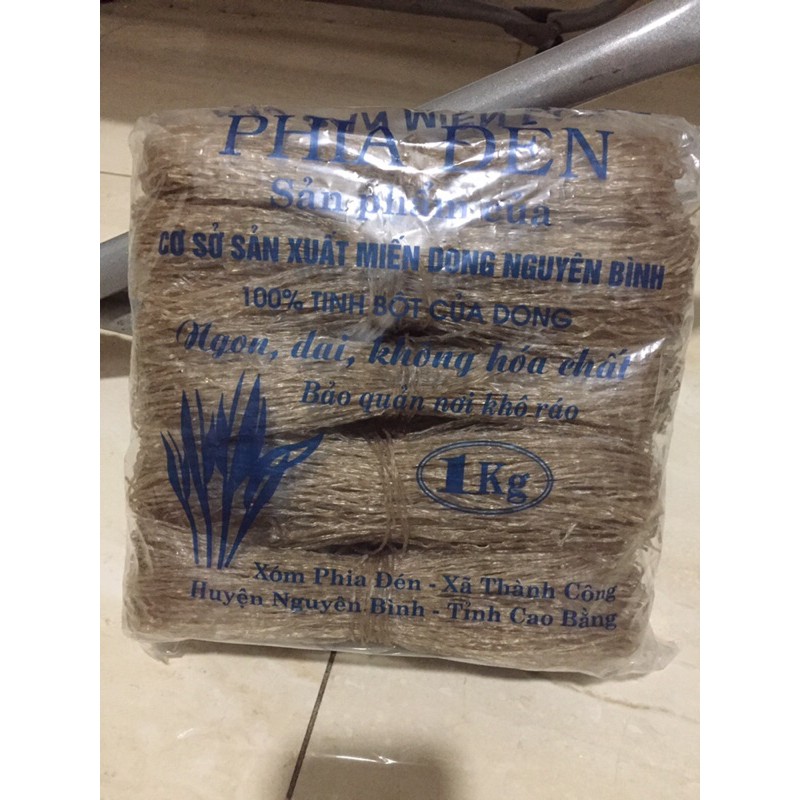 PHIA ĐÉN
Sản phẩm của
CƠ SỞ SẢN XUẤT MIẾN DONG NGUYÊN BÌNH
100% TINH BỘT CỦA DONG
Ngon, dai, không hóa chất
Bảo quản nơi khô ráo
1Kg
Xóm Phia Đén - Xã Thành Công
Huyện Nguyên Bình - Tỉnh Cao Bằng